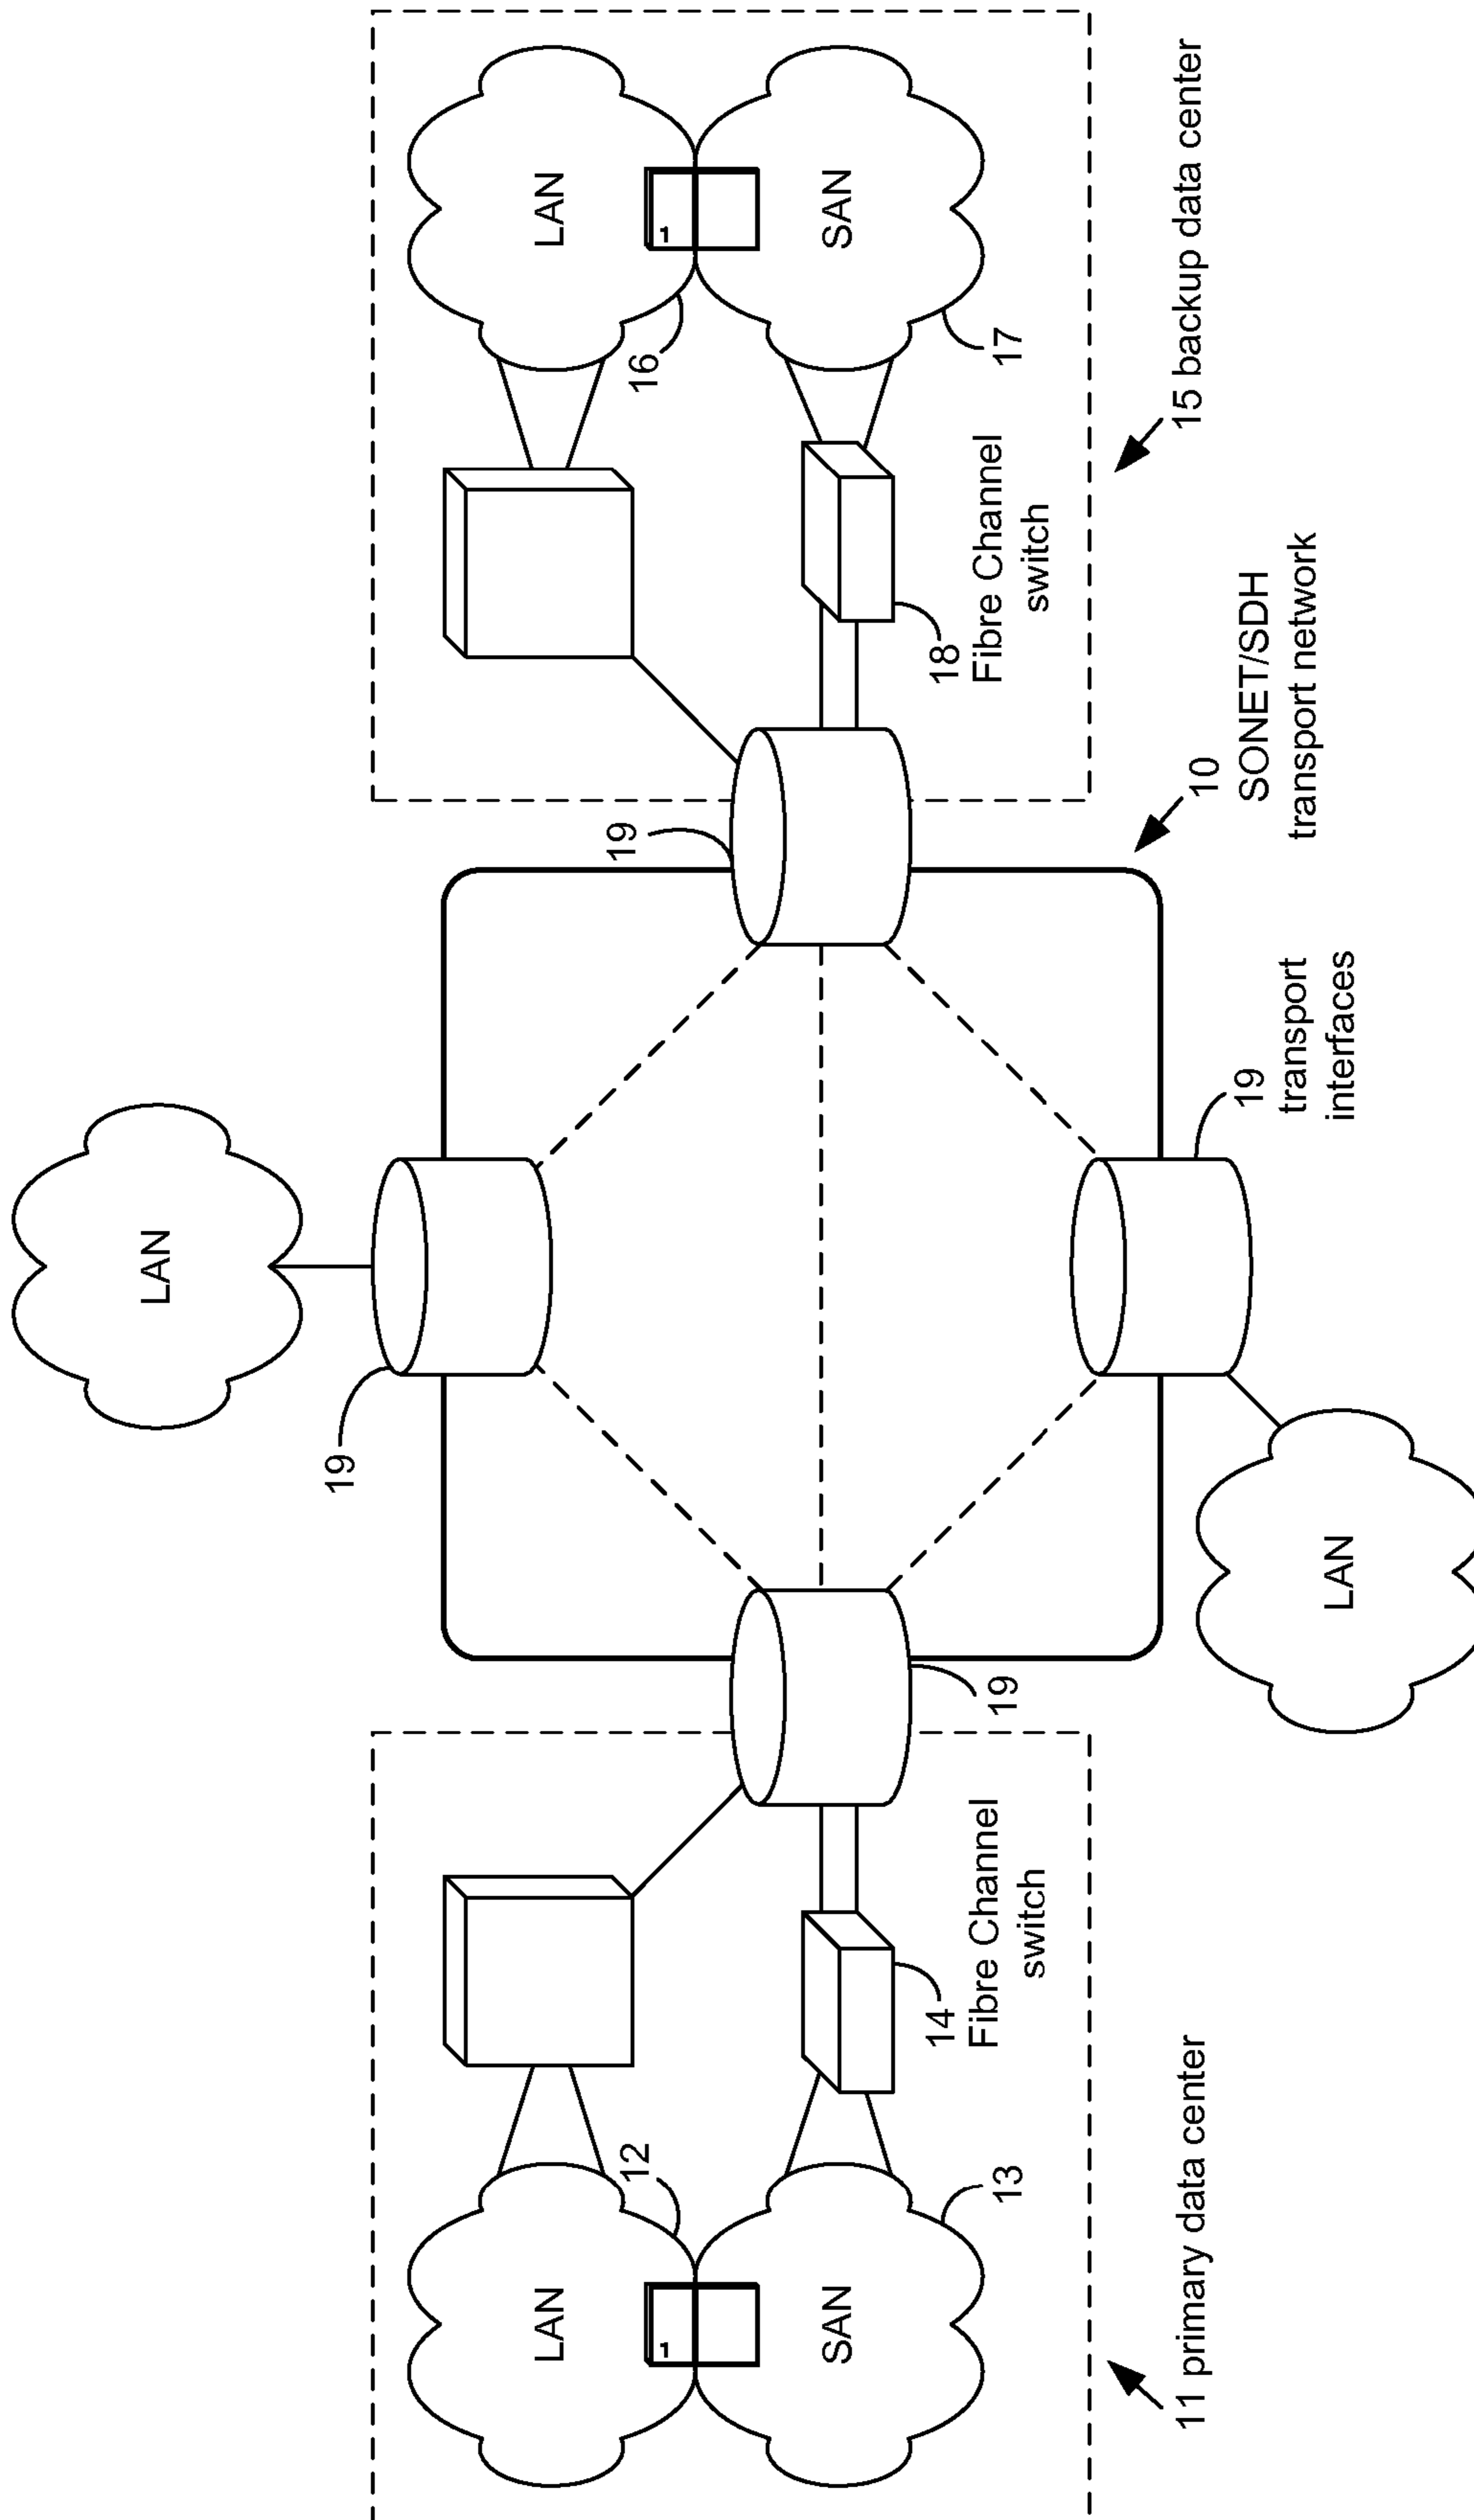 LAN
19
LAN
LAN
19
12
16
1
1
SAN
SAN
14
Fibre Channel
switch
18
Fibre Channel
switch
13
19
17
11 primary data center
15 backup data center
10
SONET/SDH
transport network
19
transport
interfaces
LAN